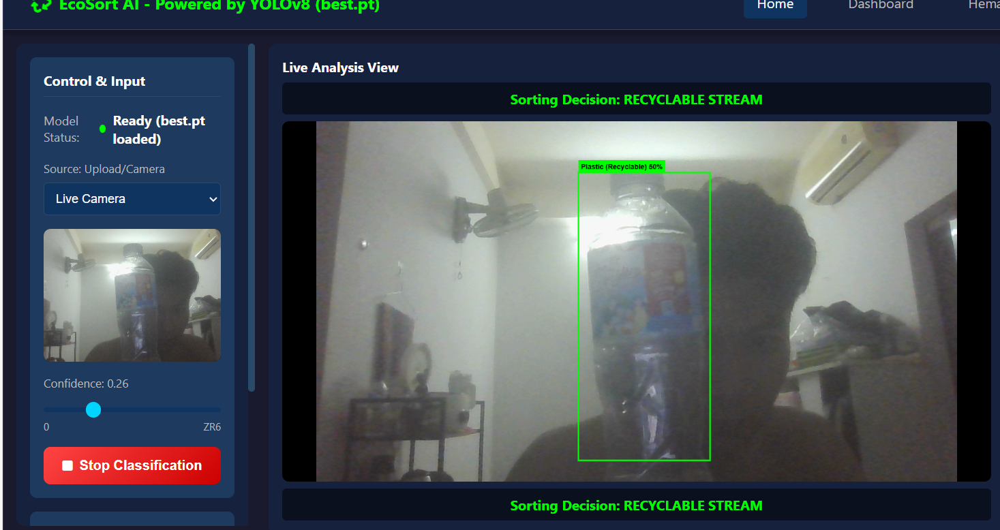 EcoSort AI - Powered by YOLOv8 (best.pt)
Home
Dashboard
Hema
Control & Input
Model Status:
Ready (best.pt loaded)
Source: Upload/Camera
Live Camera
Confidence: 0.26
0
ZR6
Stop Classification
Live Analysis View
Sorting Decision: RECYCLABLE STREAM
Plastic (Recyclable) 50%
Sorting Decision: RECYCLABLE STREAM